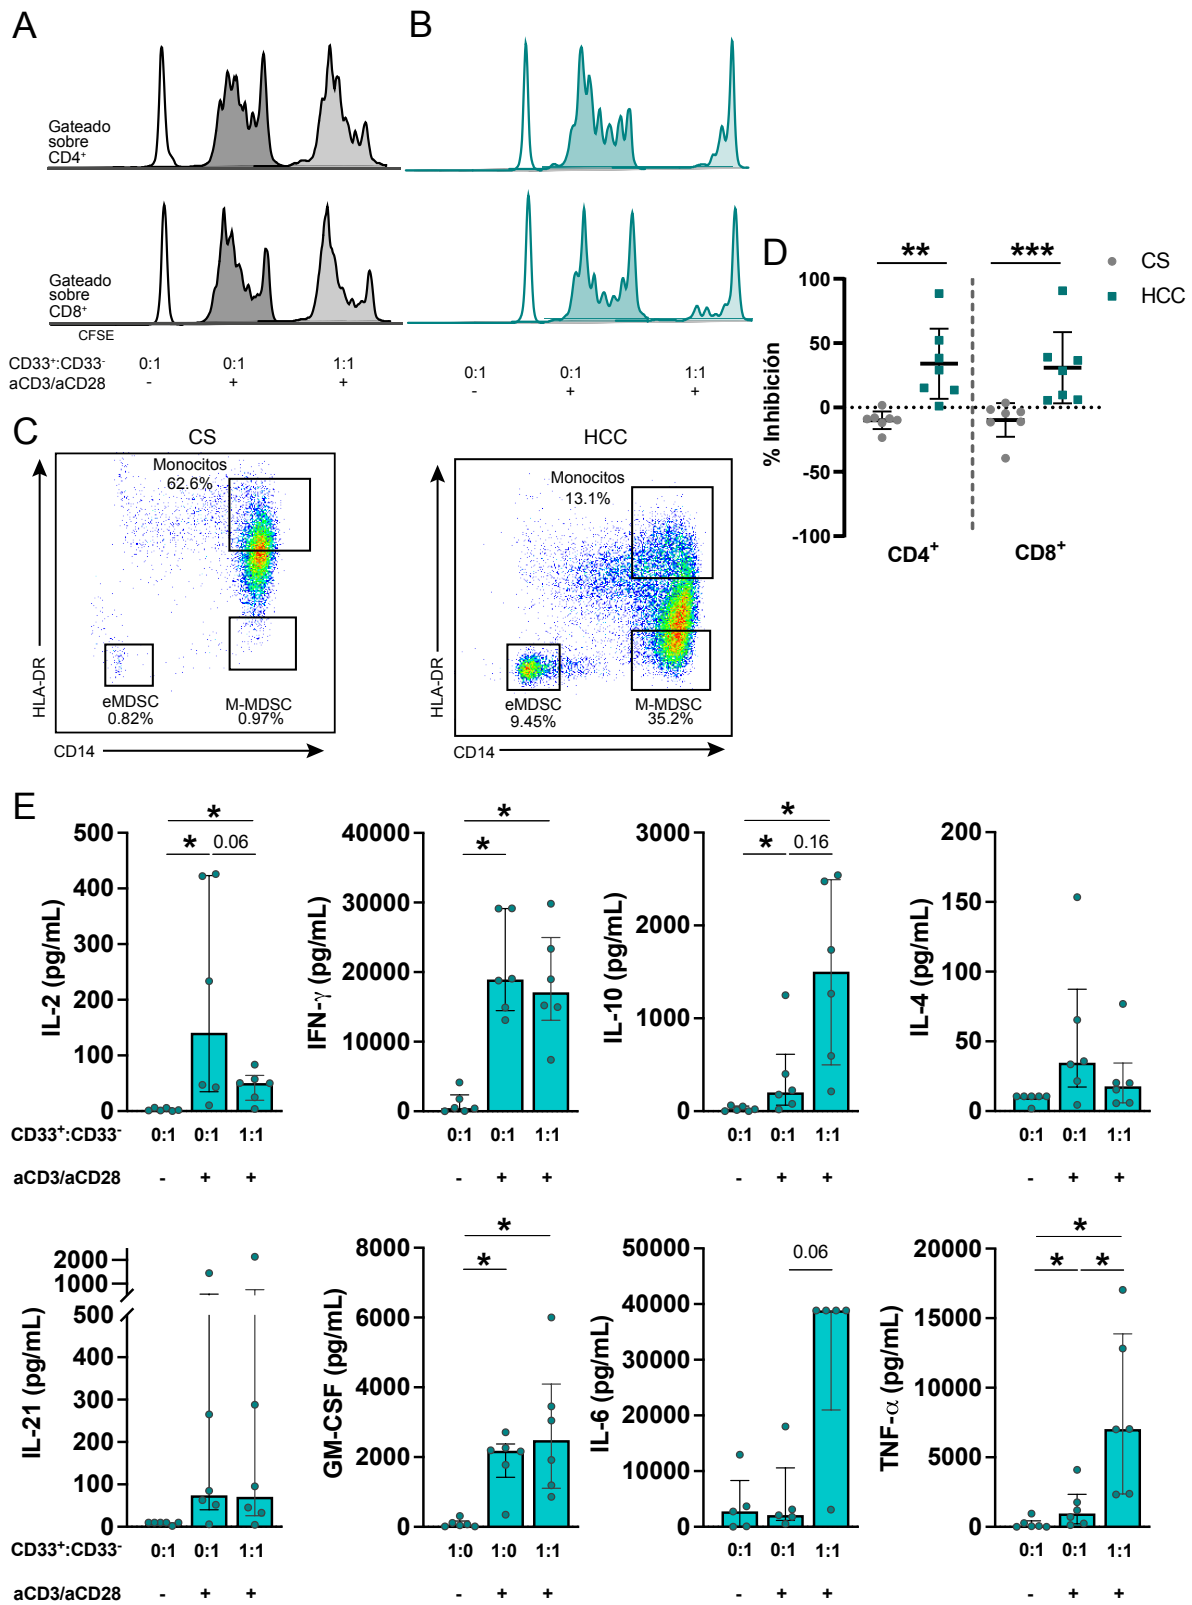 A
B
Gateado
sobre
CD4⁺
Gateado
sobre
CD8⁺
CFSE
CD33⁺:CD33⁻ 0:1 0:1 1:1 0:1 0:1 1:1
aCD3/aCD28 - + + - + +
D
** ***
CS
HCC
% Inhibición
100
50
0
-50
-100
CD4⁺ CD8⁺
C
CS
Monocitos
62.6%
eMDSC
0.82%
M-MDSC
0.97%
HLA-DR
CD14
HCC
Monocitos
13.1%
eMDSC
9.45%
M-MDSC
35.2%
HLA-DR
CD14
E
IL-2 (pg/mL)
500
400
300
200
100
0
*
* 0.06
IFN-γ (pg/mL)
40000
30000
20000
10000
0
*
*
IL-10 (pg/mL)
3000
2000
1000
0
*
* 0.16
IL-4 (pg/mL)
200
150
100
50
0
CD33⁺:CD33⁻ 0:1 0:1 1:1 0:1 0:1 1:1 0:1 0:1 1:1 0:1 0:1 1:1
aCD3/aCD28 - + + - + + - + + - + +
IL-21 (pg/mL)
2000
1000
500
400
300
200
100
0
GM-CSF (pg/mL)
8000
6000
4000
2000
0
*
*
IL-6 (pg/mL)
50000
40000
30000
20000
10000
0
0.06
TNF-α (pg/mL)
20000
15000
10000
5000
0
*
* *
CD33⁺:CD33⁻ 0:1 0:1 1:1 1:0 1:0 1:1 0:1 0:1 1:1 0:1 0:1 1:1
aCD3/aCD28 - + + - + + - + + - + +